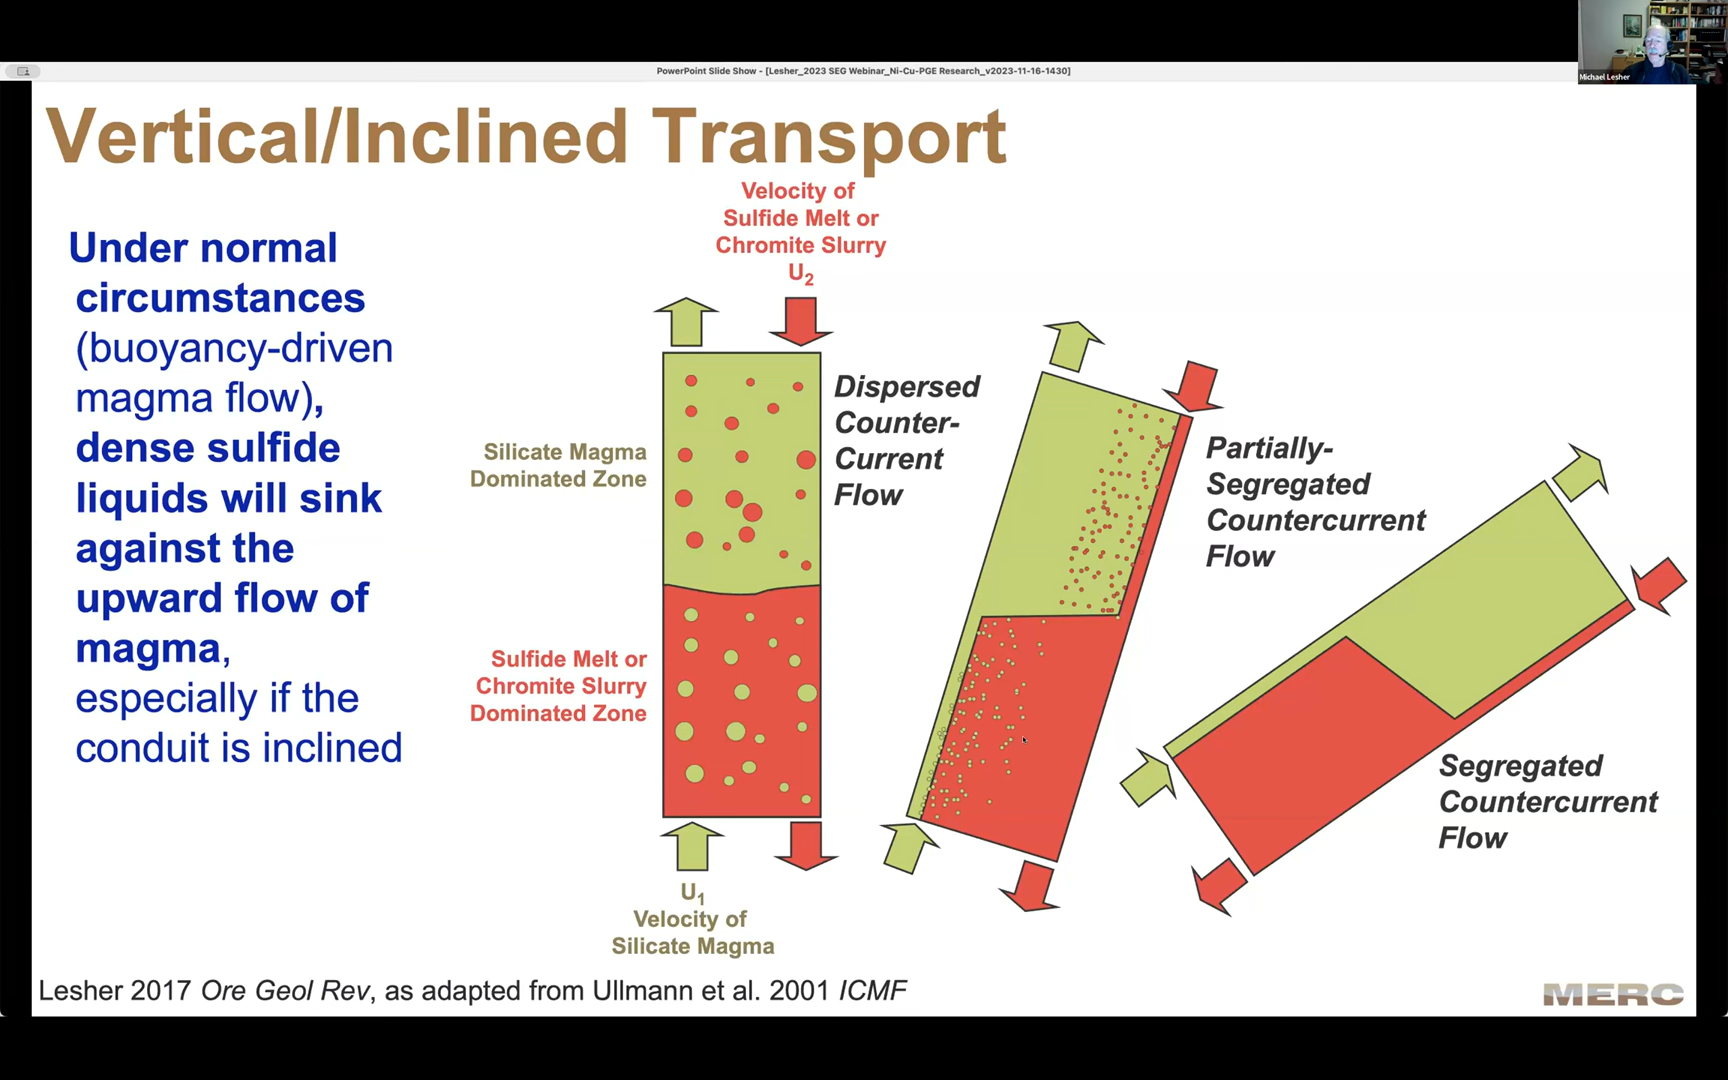 Michael Lesher
PowerPoint Slide Show - [Lesher_2023 SEG Webinar_Ni-Cu-PGE Research_v2023-11-16-1430]
Vertical/Inclined Transport
Under normal
circumstances
(buoyancy-driven
magma flow),
dense sulfide
liquids will sink
against the
upward flow of
magma,
especially if the
conduit is inclined
Velocity of
Sulfide Melt or
Chromite Slurry
U2
Silicate Magma
Dominated Zone
Sulfide Melt or
Chromite Slurry
Dominated Zone
U1
Velocity of
Silicate Magma
Dispersed
Counter-
Current
Flow
Partially-
Segregated
Countercurrent
Flow
Segregated
Countercurrent
Flow
Lesher 2017 Ore Geol Rev, as adapted from Ullmann et al. 2001 ICMF
MERC